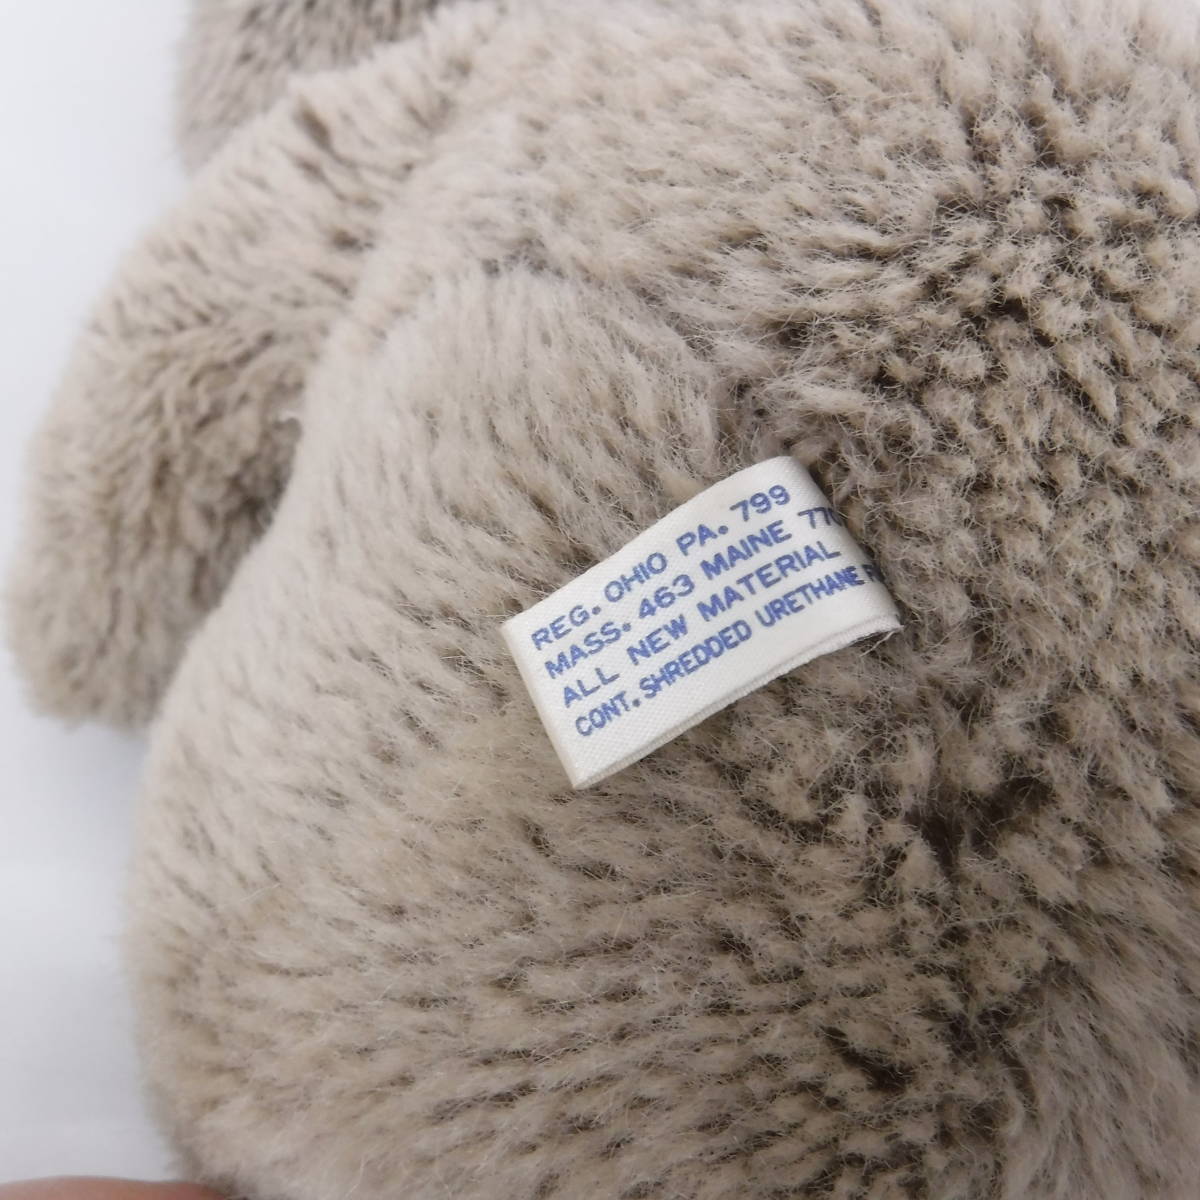 REG. OHIO PA. 799
MASS. 463 MAINE
ALL NEW MATERIAL
CONT. SHREDDED URETHANE